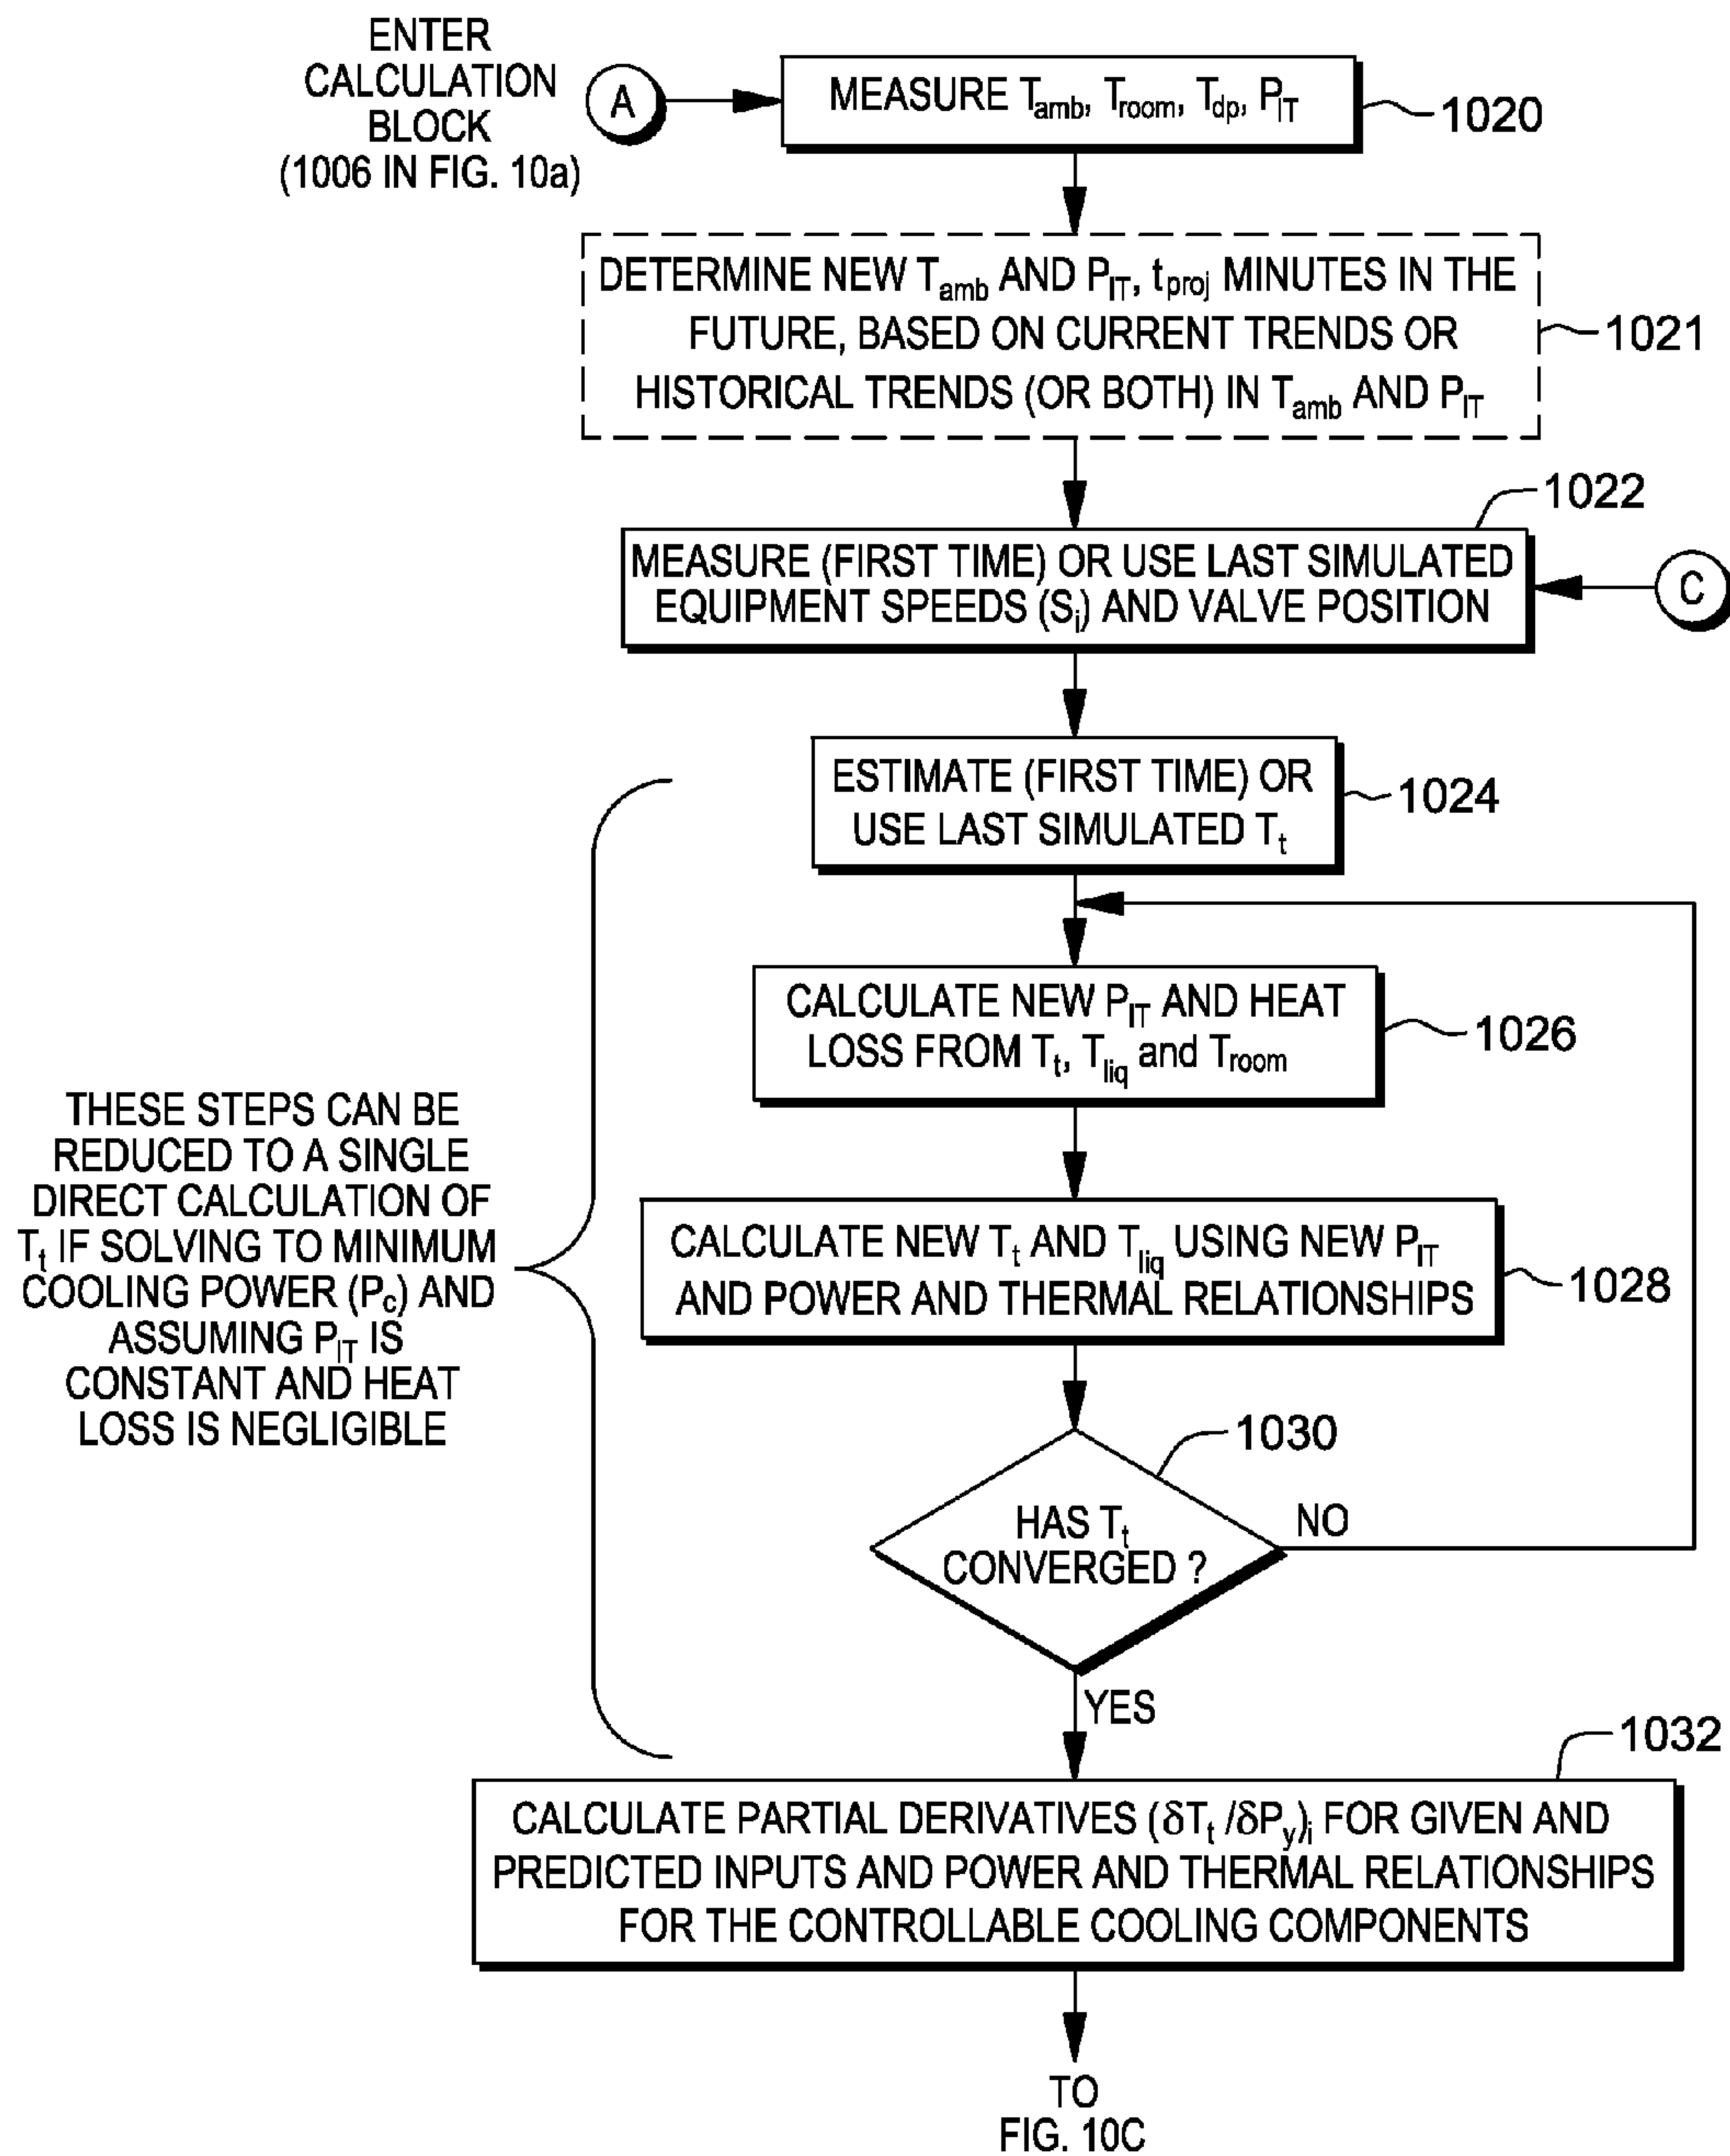 ENTER
CALCULATION
BLOCK
(1006 IN FIG. 10a)
A
MEASURE Tamb, Troom, Tdp, PIT
1020
DETERMINE NEW Tamb AND PIT, tproj MINUTES IN THE
FUTURE, BASED ON CURRENT TRENDS OR
HISTORICAL TRENDS (OR BOTH) IN Tamb AND PIT
1021
1022
MEASURE (FIRST TIME) OR USE LAST SIMULATED
EQUIPMENT SPEEDS (Si) AND VALVE POSITION
C
ESTIMATE (FIRST TIME) OR
USE LAST SIMULATED Tt
1024
CALCULATE NEW PIT AND HEAT
LOSS FROM Tt, Tliq and Troom
1026
THESE STEPS CAN BE
REDUCED TO A SINGLE
DIRECT CALCULATION OF
Tt IF SOLVING TO MINIMUM
COOLING POWER (Pc) AND
ASSUMING PIT IS
CONSTANT AND HEAT
LOSS IS NEGLIGIBLE
CALCULATE NEW Tt AND Tliq USING NEW PIT
AND POWER AND THERMAL RELATIONSHIPS
1028
1030
HAS Tt
CONVERGED ?
NO
YES
1032
CALCULATE PARTIAL DERIVATIVES (δTt /δPy)i FOR GIVEN AND
PREDICTED INPUTS AND POWER AND THERMAL RELATIONSHIPS
FOR THE CONTROLLABLE COOLING COMPONENTS
TO
FIG. 10C